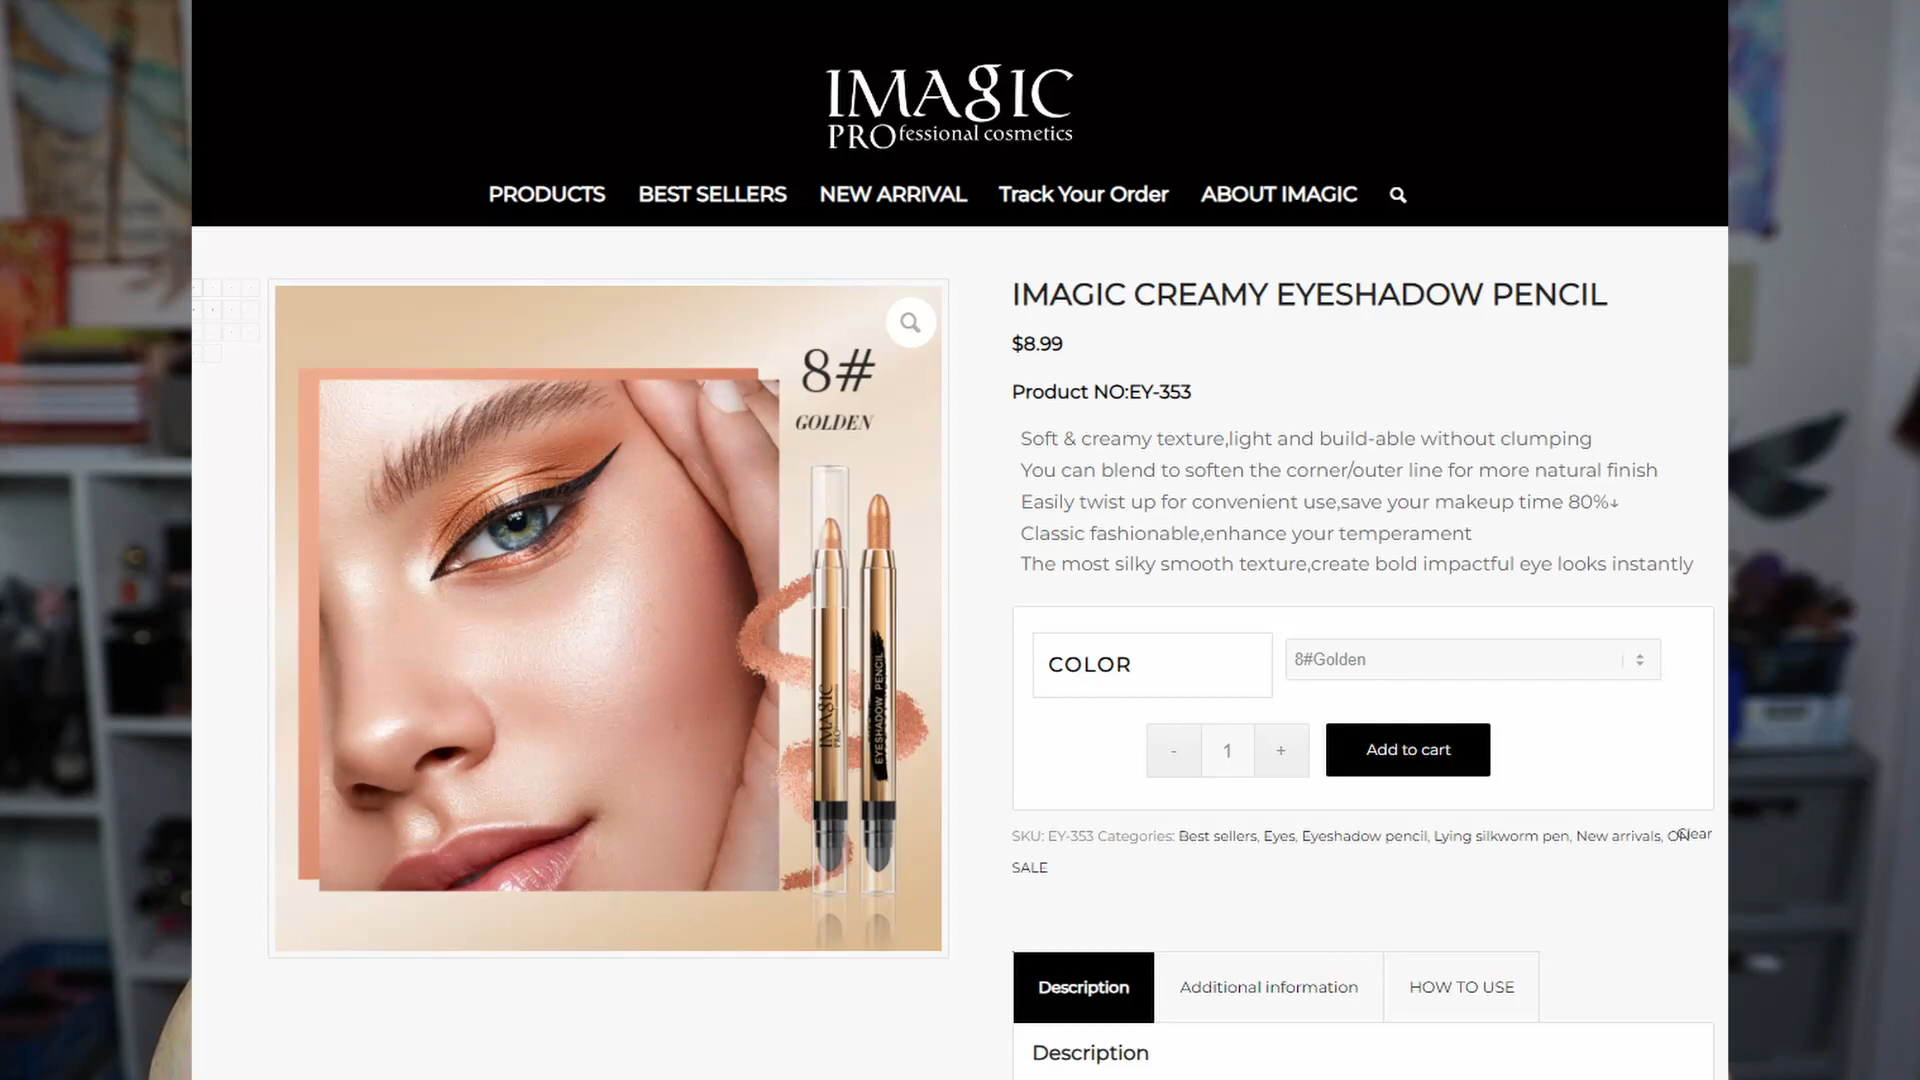 IMAGIC
PROfessional cosmetics
PRODUCTS BEST SELLERS NEW ARRIVAL Track Your Order ABOUT IMAGIC
8#
GOLDEN
IMAGIC
PRO
EYESHADOW PENCIL
IMAGIC CREAMY EYESHADOW PENCIL
$8.99
Product NO:EY-353
Soft & creamy texture,light and build-able without clumping
You can blend to soften the corner/outer line for more natural finish
Easily twist up for convenient use,save your makeup time 80%↓
Classic fashionable,enhance your temperament
The most silky smooth texture,create bold impactful eye looks instantly
COLOR 8#Golden
- 1 + Add to cart
SKU: EY-353 Categories: Best sellers, Eyes, Eyeshadow pencil, Lying silkworm pen, New arrivals, ON Clear
SALE
Description Additional information HOW TO USE
Description